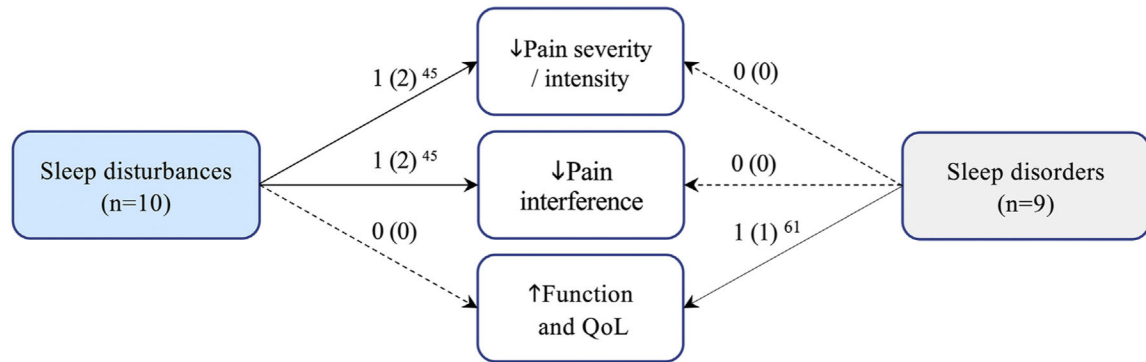 ↓Pain severity
/ intensity
1 (2) 45
0 (0)
Sleep disturbances
(n=10)
1 (2) 45
↓Pain
interference
0 (0)
Sleep disorders
(n=9)
0 (0)
1 (1) 61
↑Function
and QoL